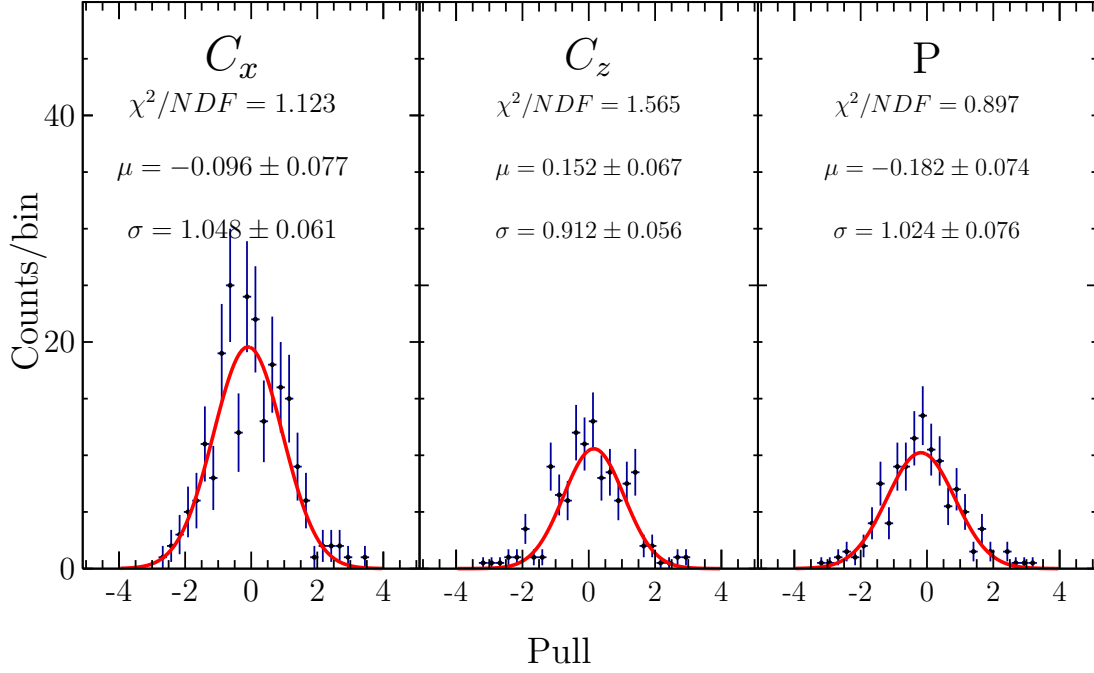 C_x
χ²/NDF = 1.123
μ = −0.096 ± 0.077
σ = 1.048 ± 0.061
C_z
χ²/NDF = 1.565
μ = 0.152 ± 0.067
σ = 0.912 ± 0.056
P
χ²/NDF = 0.897
μ = −0.182 ± 0.074
σ = 1.024 ± 0.076
Counts/bin
40
20
0
-4 -2 0 2 4
-4 -2 0 2 4
-4 -2 0 2 4
Pull